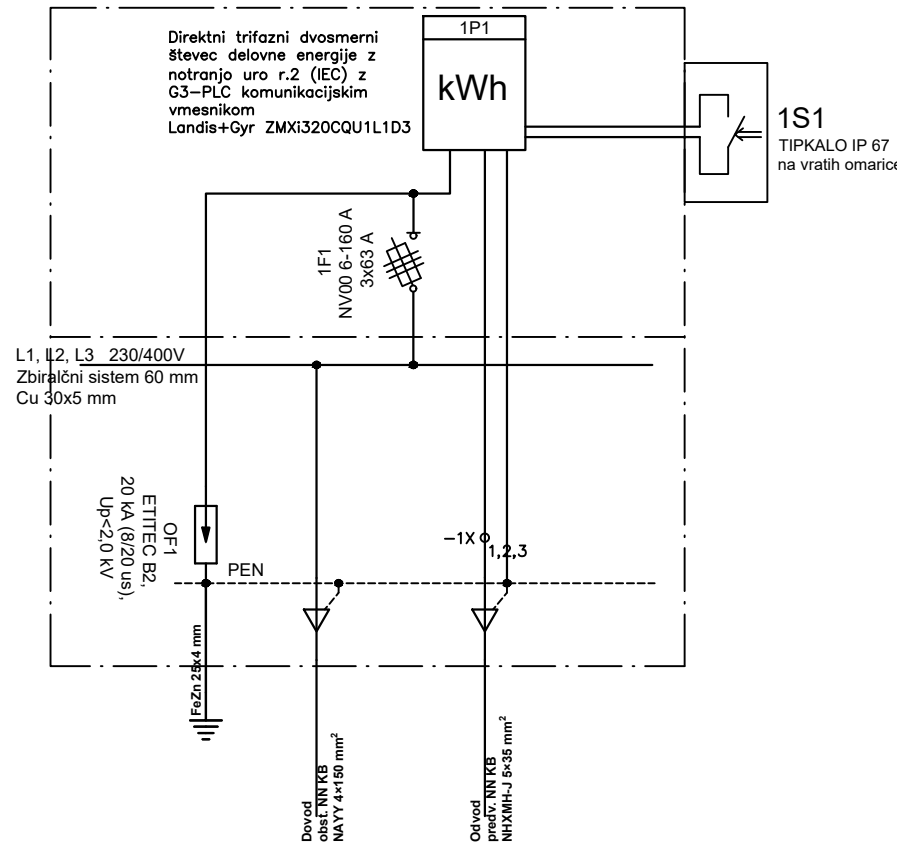 Direktni trifazni dvosmerni
števec delovne energije z
notranjo uro r.2 (IEC) z
G3-PLC komunikacijskim
vmesnikom
Landis+Gyr ZMXi320CQU1L1D3
1P1
kWh
1S1
TIPKALO IP 67
na vratih omarice
1F1
NV00 6-160 A
3x63 A
L1, L2, L3 230/400V
Zbiralčni sistem 60 mm
Cu 30x5 mm
OF1
ETITEC B2,
20 kA (8/20 us),
Up<2,0 kV
PEN
-1X
1,2,3
FeZn 25x4 mm
Dovod
obst. NN KB
NAYY 4×150 mm²
Odvod
predv. NN KB
NHXMH-J 5×35 mm²